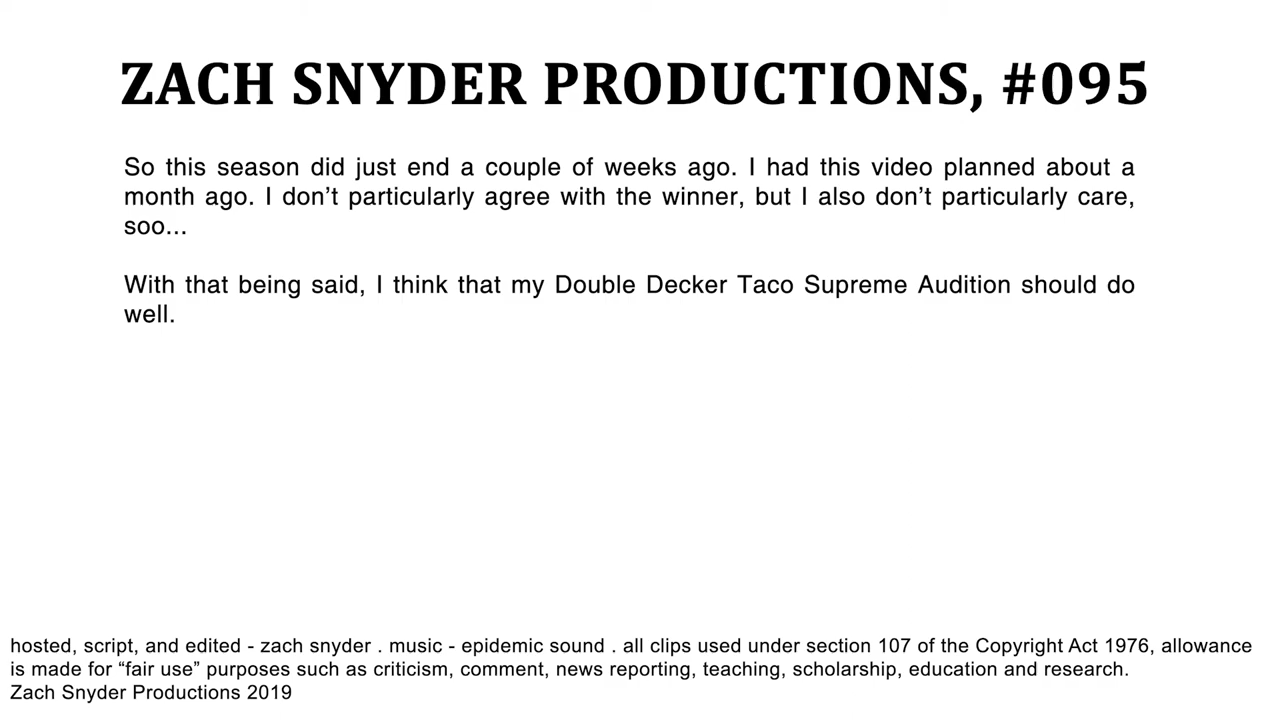 ZACH SNYDER PRODUCTIONS, #095
So this season did just end a couple of weeks ago. I had this video planned about a
month ago. I don’t particularly agree with the winner, but I also don’t particularly care,
soo...
With that being said, I think that my Double Decker Taco Supreme Audition should do
well.
hosted, script, and edited - zach snyder . music - epidemic sound . all clips used under section 107 of the Copyright Act 1976, allowance
is made for “fair use” purposes such as criticism, comment, news reporting, teaching, scholarship, education and research.
Zach Snyder Productions 2019